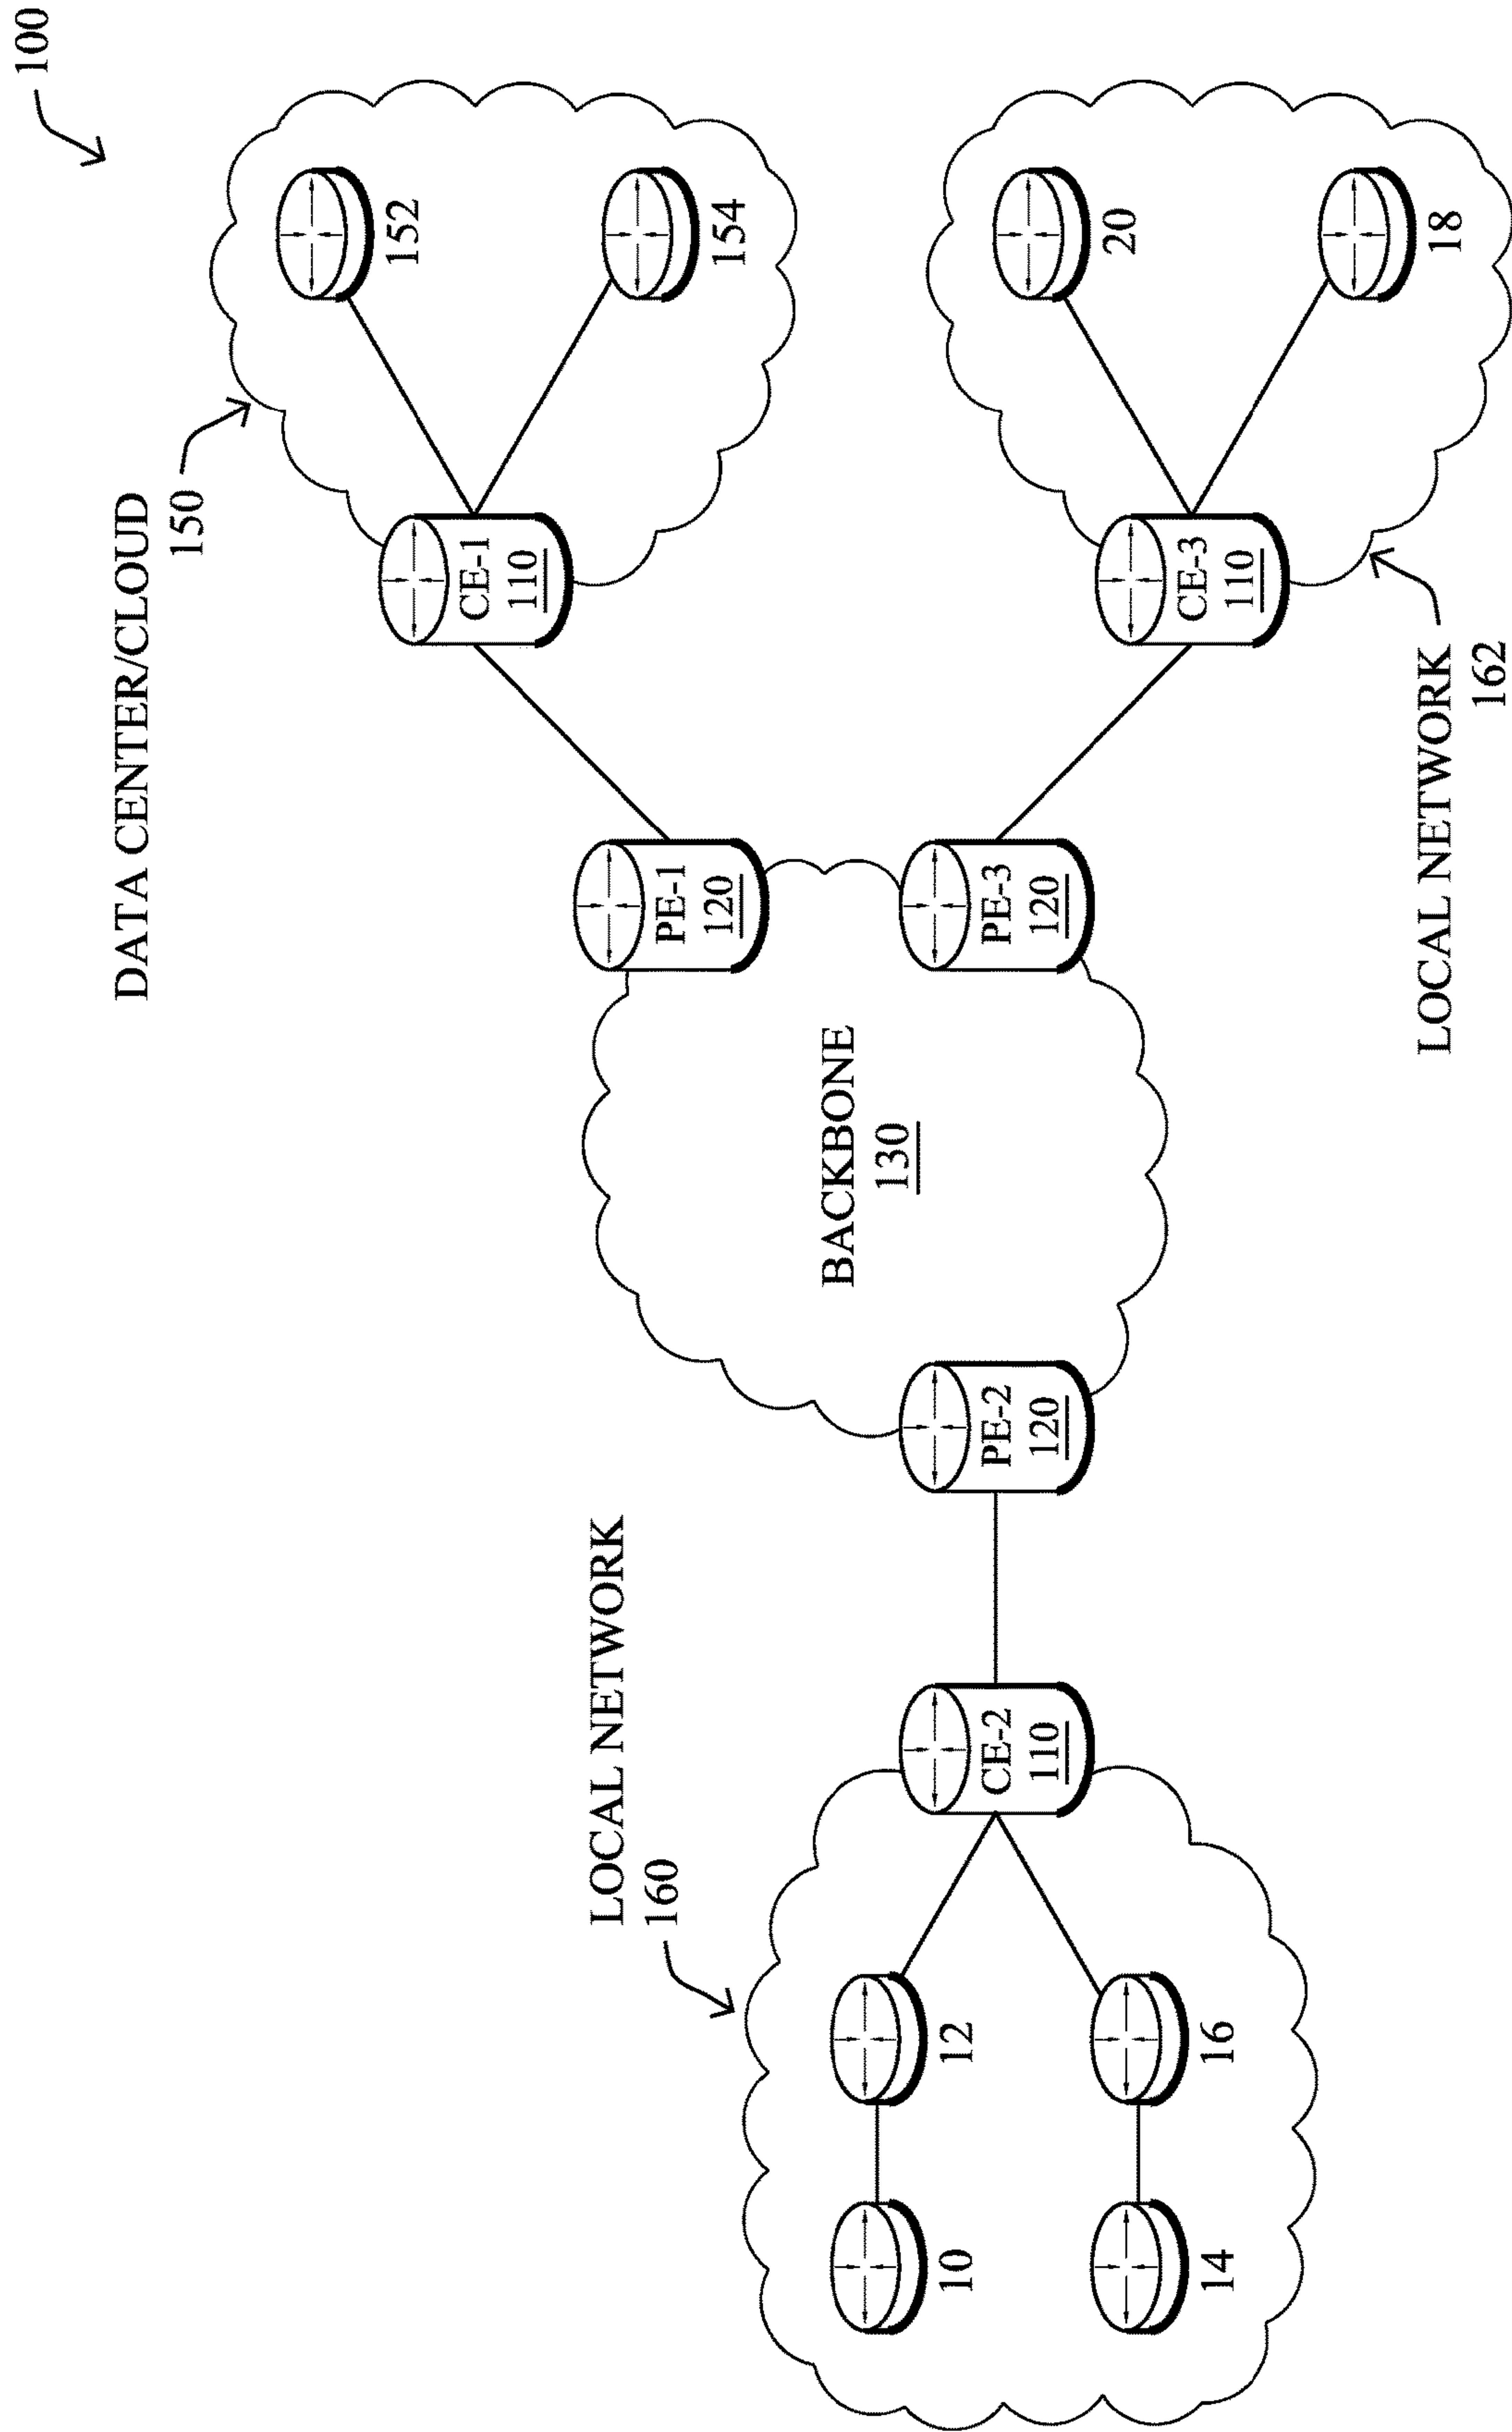 100
DATA CENTER/CLOUD
150
152
154
CE-1
110
PE-1
120
LOCAL NETWORK
160
BACKBONE
130
10
12
CE-2
110
PE-2
120
PE-3
120
14
16
CE-3
110
20
18
LOCAL NETWORK
162